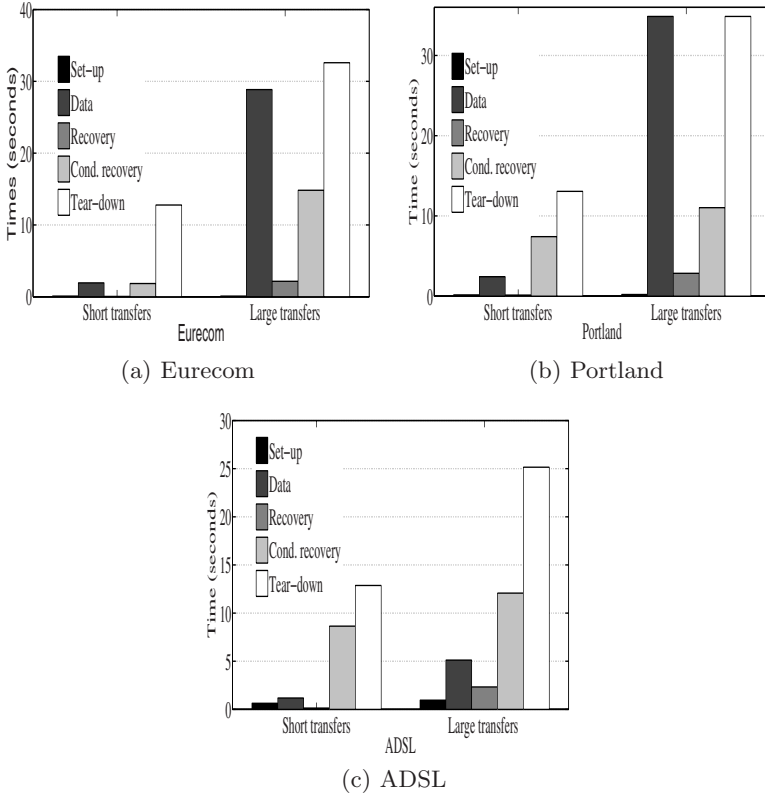 40
30
20
10
0
Times (seconds)
Set-up
Data
Recovery
Cond. recovery
Tear-down
Short transfers
Large transfers
Eurecom
(a) Eurecom
30
20
10
0
Time (seconds)
Set-up
Data
Recovery
Cond. recovery
Tear-down
Short transfers
Large transfers
Portland
(b) Portland
30
25
20
15
10
5
0
Time (seconds)
Set-up
Data
Recovery
Cond. recovery
Tear-down
Short transfers
Large transfers
ADSL
(c) ADSL